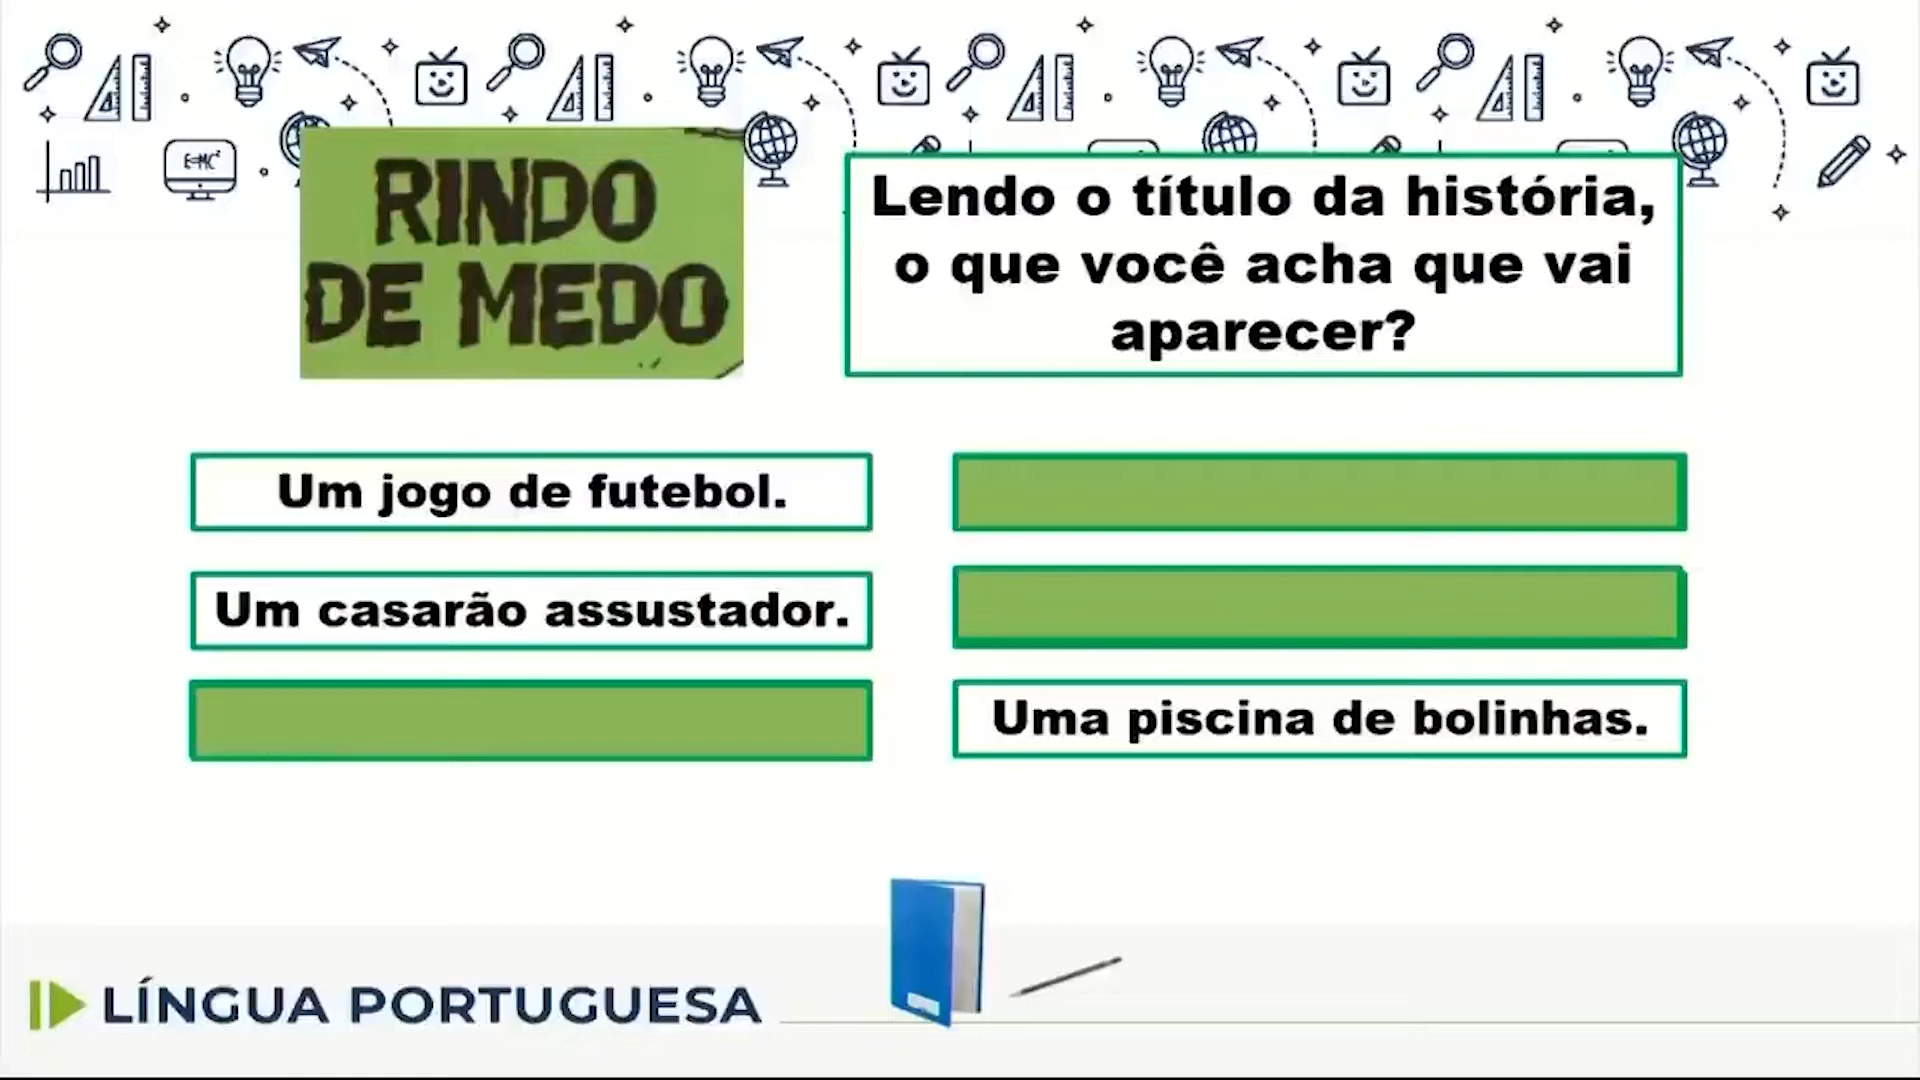 E=MC²
RINDO
DE MEDO
Lendo o título da história,
o que você acha que vai
aparecer?
Um jogo de futebol.
Um casarão assustador.
Uma piscina de bolinhas.
LÍNGUA PORTUGUESA